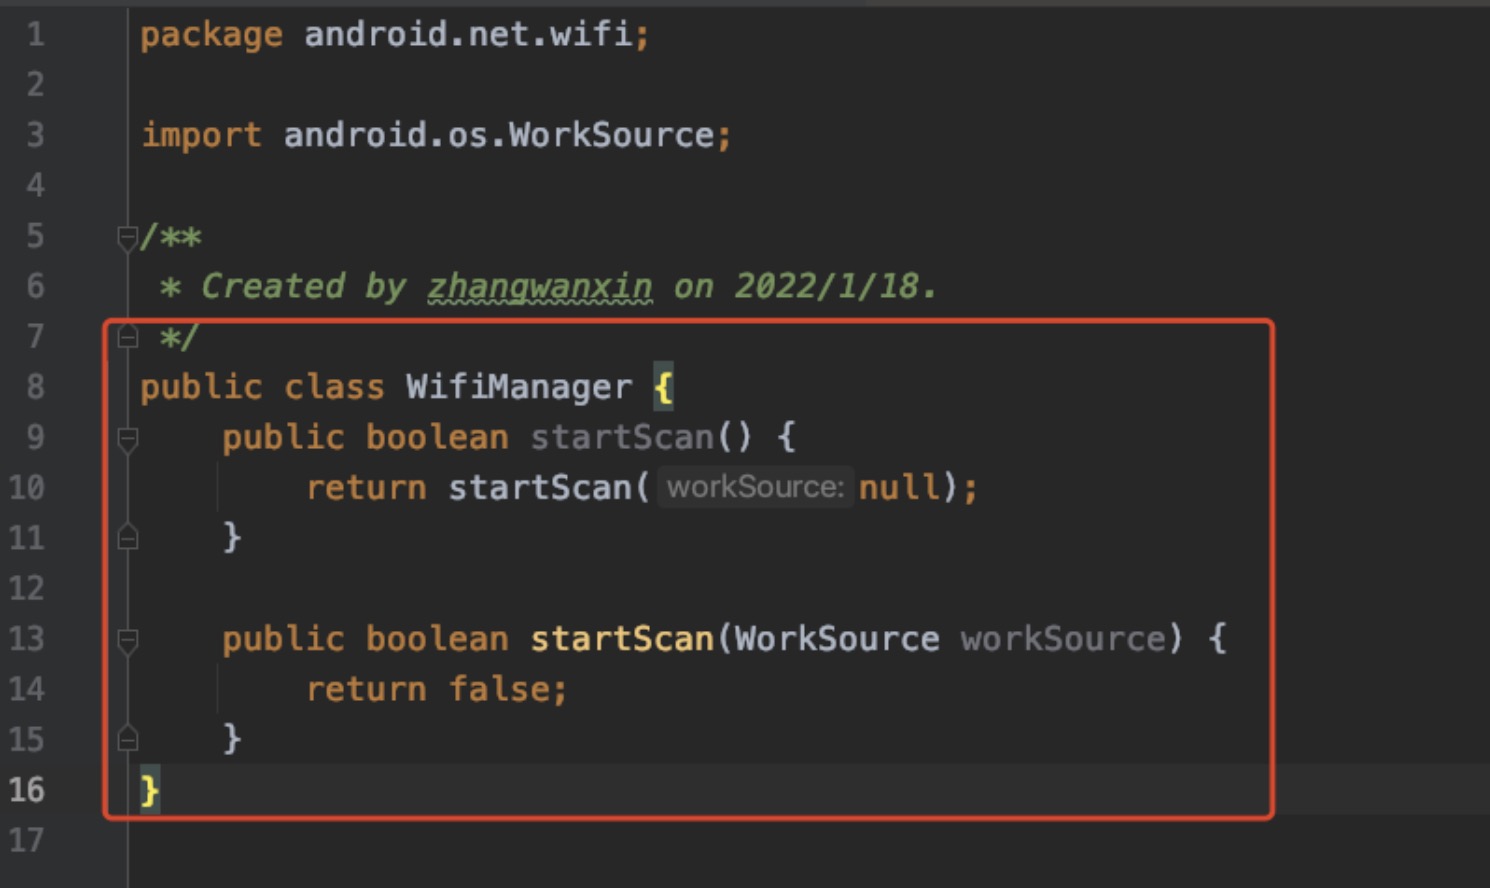 1 package android.net.wifi;
2
3 import android.os.WorkSource;
4
5 /**
6  * Created by zhangwanxin on 2022/1/18.
7  */
8 public class WifiManager {
9     public boolean startScan() {
10         return startScan( workSource: null);
11     }
12
13     public boolean startScan(WorkSource workSource) {
14         return false;
15     }
16 }
17